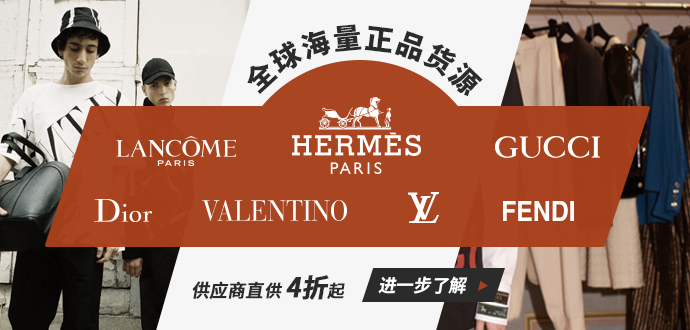 全球海量正品货源
LANCÔME
PARIS
HERMÈS
PARIS
GUCCI
Dior
VALENTINO
LV
FENDI
供应商直供 4折起
进一步了解